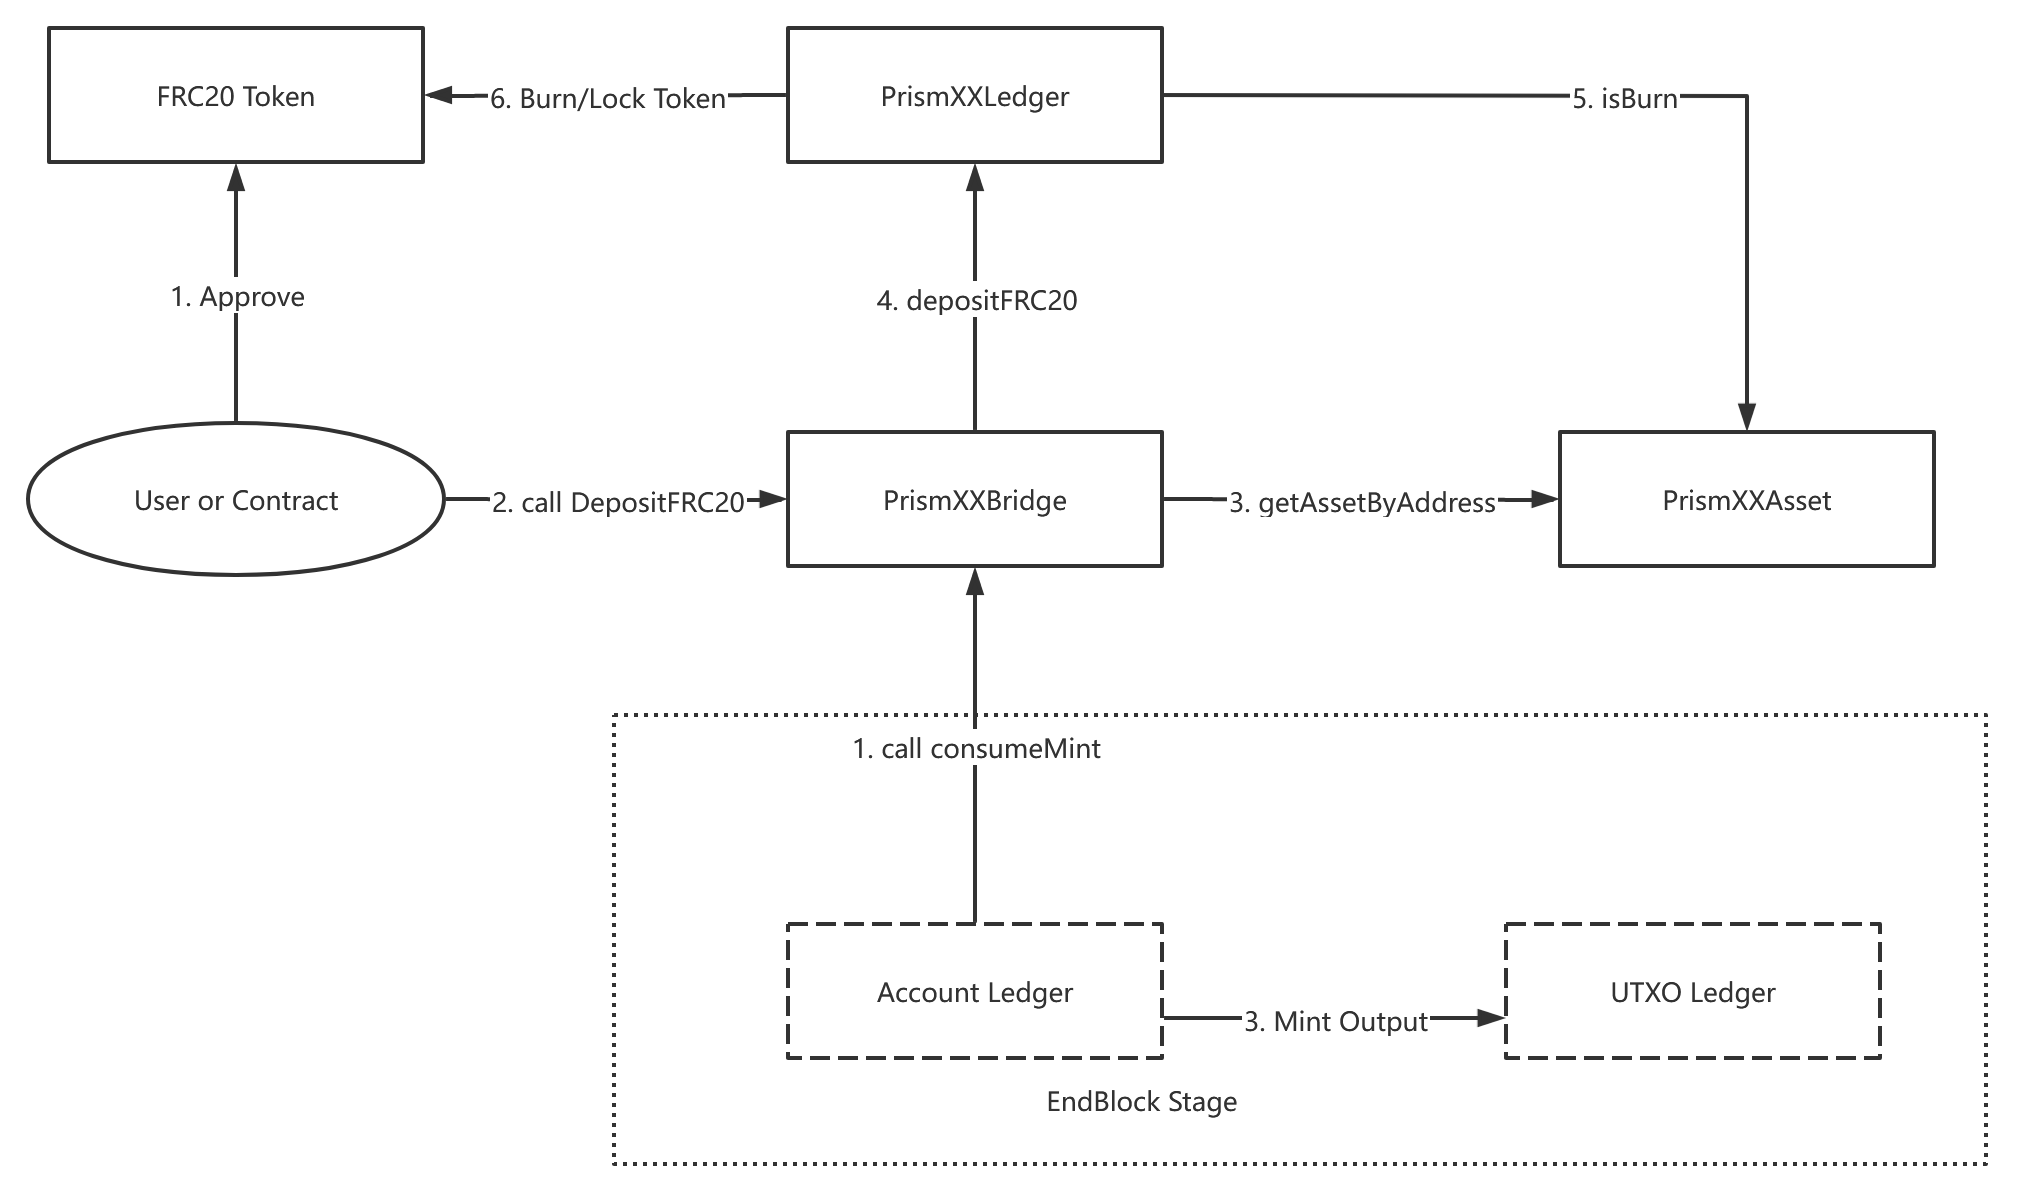 FRC20 Token
6. Burn/Lock Token
PrismXXLedger
5. isBurn
1. Approve
4. depositFRC20
User or Contract
2. call DepositFRC20
PrismXXBridge
3. getAssetByAddress
PrismXXAsset
1. call consumeMint
Account Ledger
3. Mint Output
UTXO Ledger
EndBlock Stage